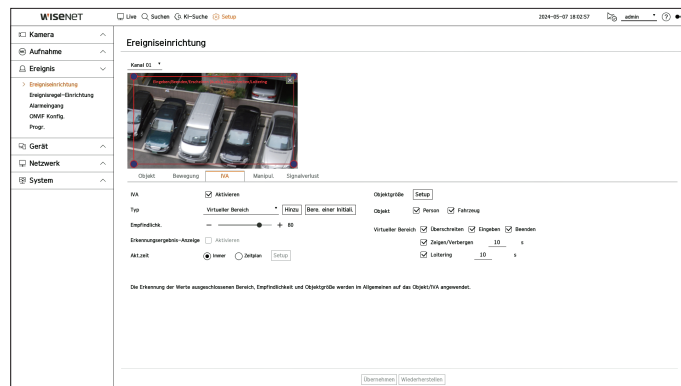 WISENET
Live Suchen KI-Suche Setup
2024-05-07 18:02:57 admin ?
Kamera
Aufnahme
Ereignis
> Ereigniseinrichtung
Ereignisregel-Einrichtung
Alarmeingang
ONVIF Konfig.
Progr.
Gerät
Netzwerk
System
Ereigniseinrichtung
Kanal 01
Objekt Bewegung IVA Manipul. Signalverlust
IVA Aktivieren
Typ Virtueller Bereich Hinzu Bere. einer Initiali.
Empfindlichk. 80
Erkennungsergebnis-Anzeige Aktivieren
Akt.zeit Immer Zeitplan Setup
Objektgröße Setup
Objekt Person Fahrzeug
Virtueller Bereich Überschreiten Eingeben Beenden
Zeigen/Verbergen 10 s
Loitering 10 s
Die Erkennung der Werte ausgeschlossenen Bereich, Empfindlichkeit und Objektgröße werden im Allgemeinen auf das Objekt/IVA angewendet.
Übernehmen Wiederherstellen